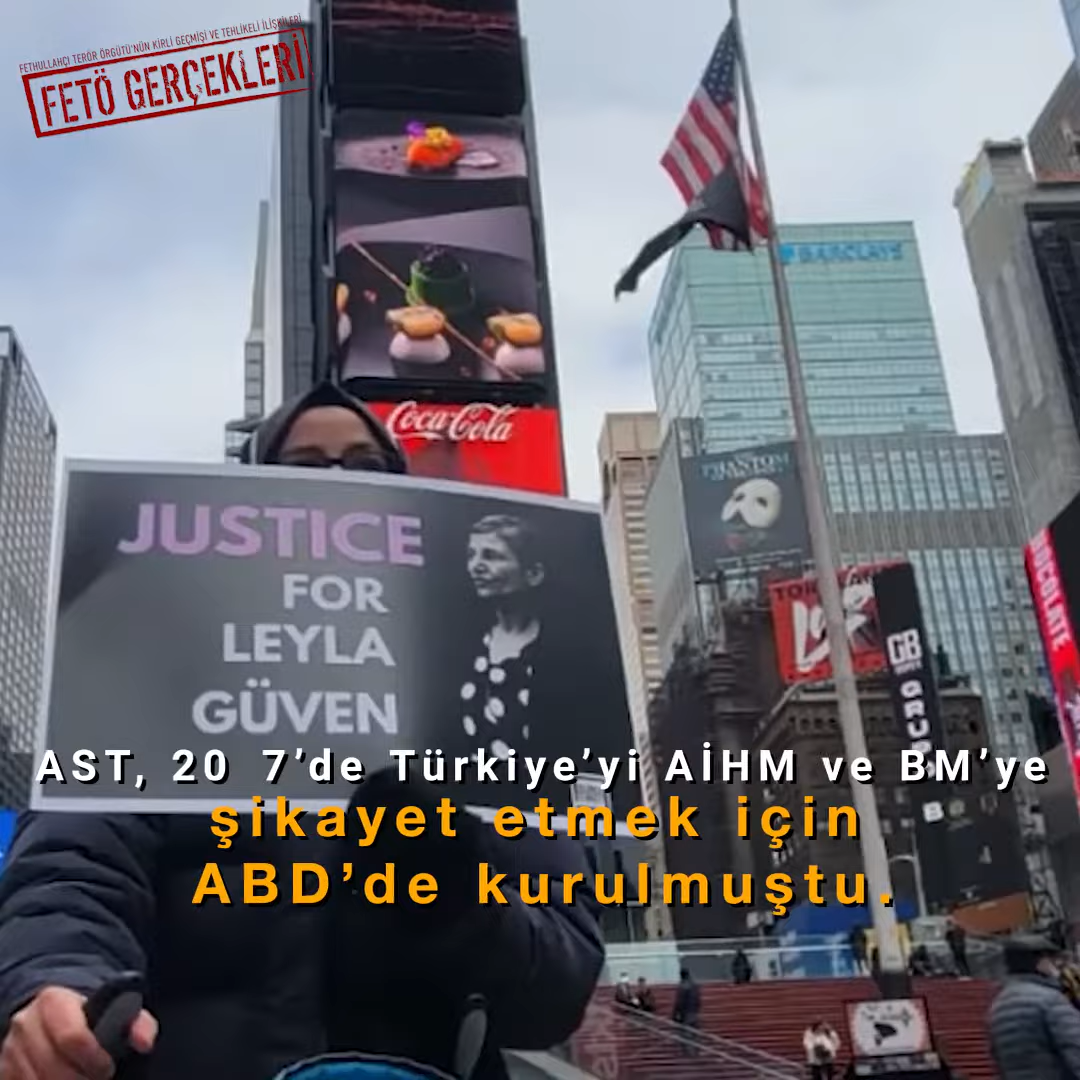 FETHULLAHÇI TERÖR ÖRGÜTÜ'NÜN KİRLİ GEÇMİŞİ VE TEHLİKELİ İLİŞKİLERİ
FETÖ GERÇEKLERİ
BARCLAYS
Coca-Cola
PHANTOM
JUSTICE
FOR
LEYLA
GÜVEN
GB
CHOCOLATE
AST, 20 7’de Türkiye’yi AİHM ve BM’ye
şikayet etmek için
ABD’de kurulmuştu.